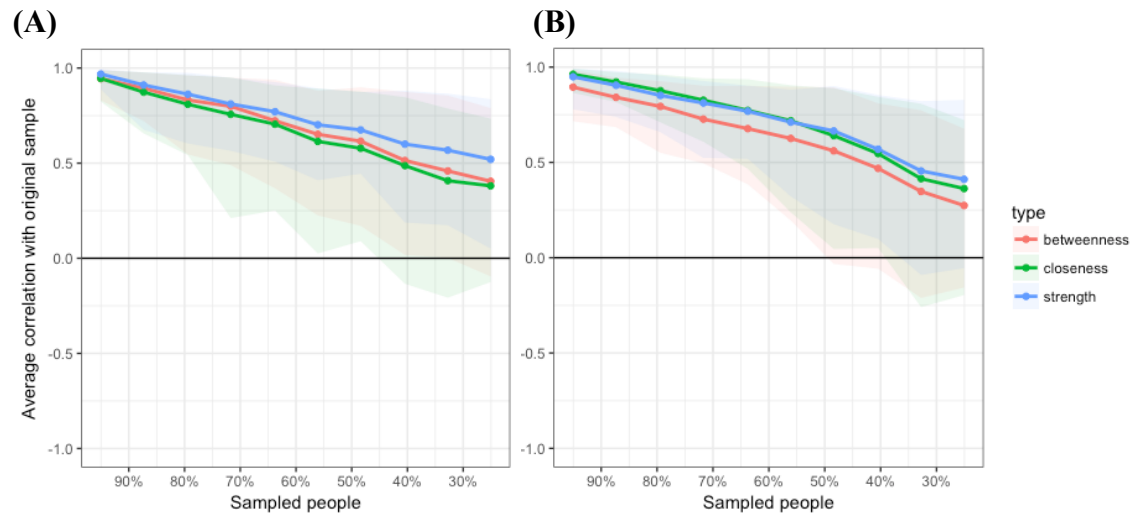 (A)
(B)
Average correlation with original sample
1.0
0.5
0.0
-0.5
-1.0
90% 80% 70% 60% 50% 40% 30%
Sampled people
1.0
0.5
0.0
-0.5
-1.0
90% 80% 70% 60% 50% 40% 30%
Sampled people
type
betweenness
closeness
strength